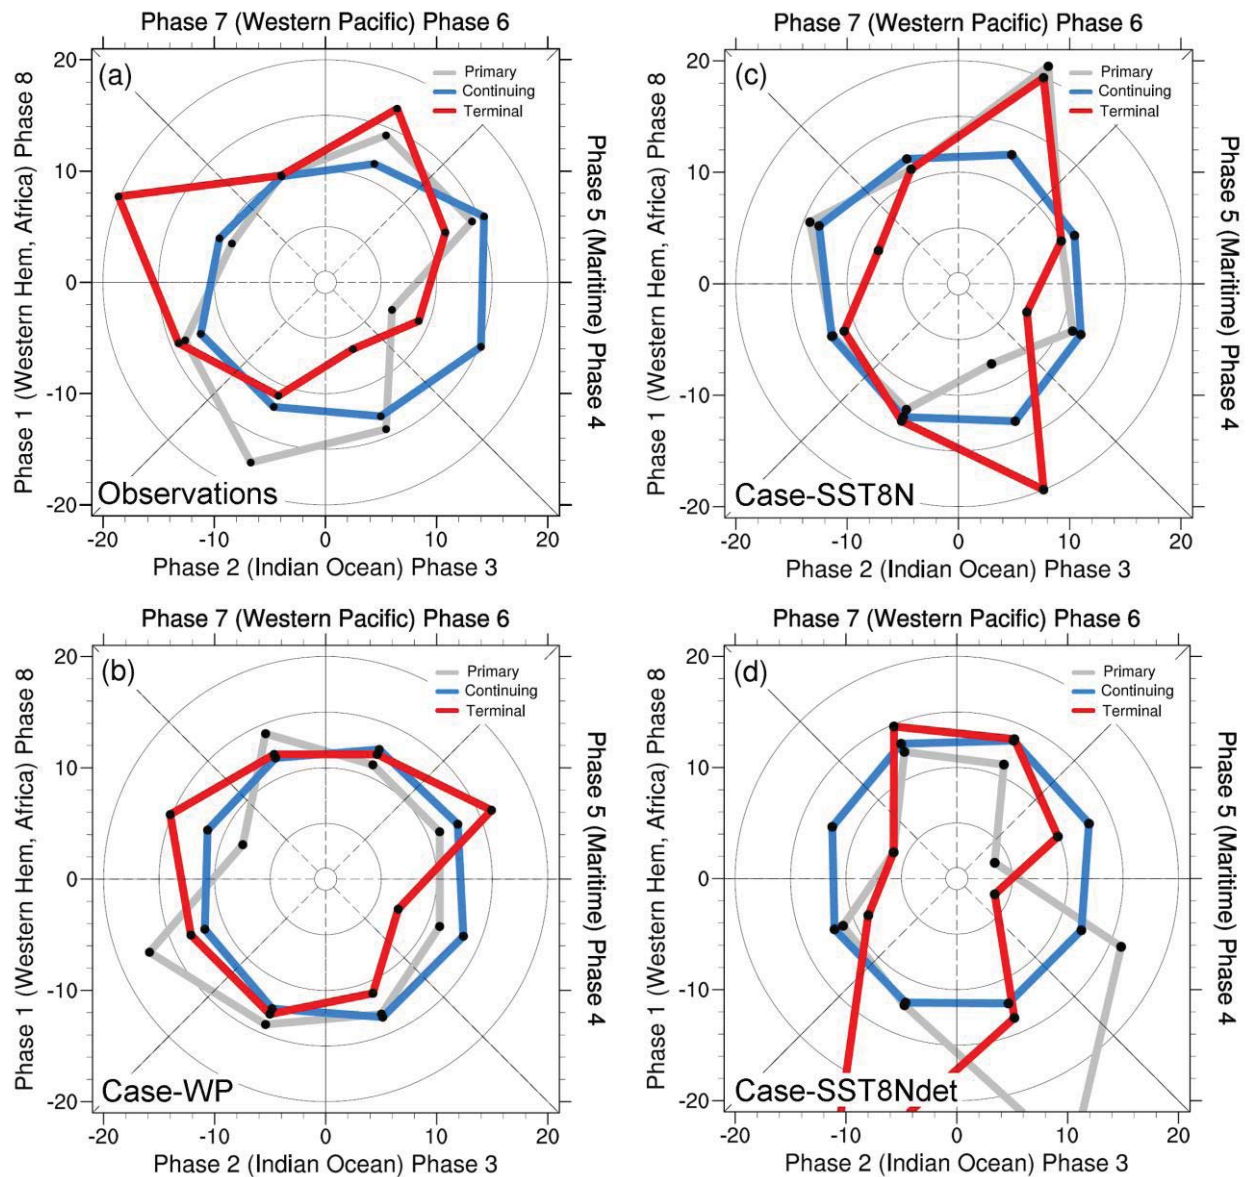 Phase 7 (Western Pacific) Phase 6
(a)
Primary
Continuing
Terminal
20
10
0
-10
-20
Phase 1 (Western Hem, Africa) Phase 8
Phase 5 (Maritime) Phase 4
Observations
-20 -10 0 10 20
Phase 2 (Indian Ocean) Phase 3
Phase 7 (Western Pacific) Phase 6
(c)
Primary
Continuing
Terminal
20
10
0
-10
-20
Phase 1 (Western Hem, Africa) Phase 8
Phase 5 (Maritime) Phase 4
Case-SST8N
-20 -10 0 10 20
Phase 2 (Indian Ocean) Phase 3
Phase 7 (Western Pacific) Phase 6
(b)
Primary
Continuing
Terminal
20
10
0
-10
-20
Phase 1 (Western Hem, Africa) Phase 8
Phase 5 (Maritime) Phase 4
Case-WP
-20 -10 0 10 20
Phase 2 (Indian Ocean) Phase 3
Phase 7 (Western Pacific) Phase 6
(d)
Primary
Continuing
Terminal
20
10
0
-10
-20
Phase 1 (Western Hem, Africa) Phase 8
Phase 5 (Maritime) Phase 4
Case-SST8Ndet
-20 -10 0 10 20
Phase 2 (Indian Ocean) Phase 3